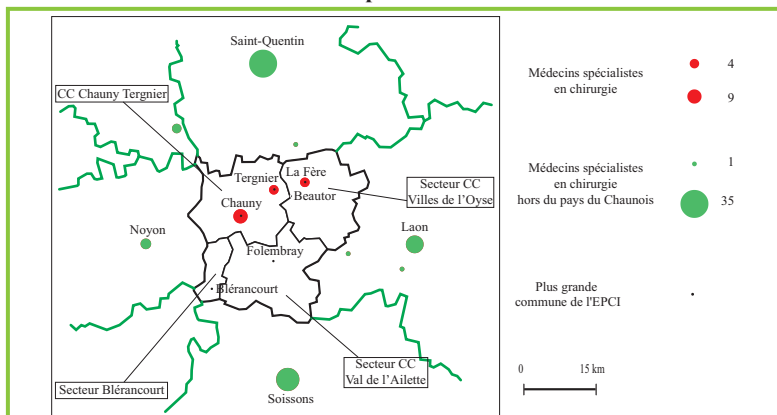 Saint-Quentin
CC Chauny Tergnier
La Fère
Tergnier
Beautor
Secteur CC
Villes de l'Oyse
Chauny
Noyon
Laon
Folembray
Blérancourt
Secteur Blérancourt
Secteur CC
Val de l'Ailette
Soissons
Médecins spécialistes
en chirurgie
4
9
Médecins spécialistes
en chirurgie
hors du pays du Chaunois
1
35
Plus grande
commune de l'EPCI
0 15 km